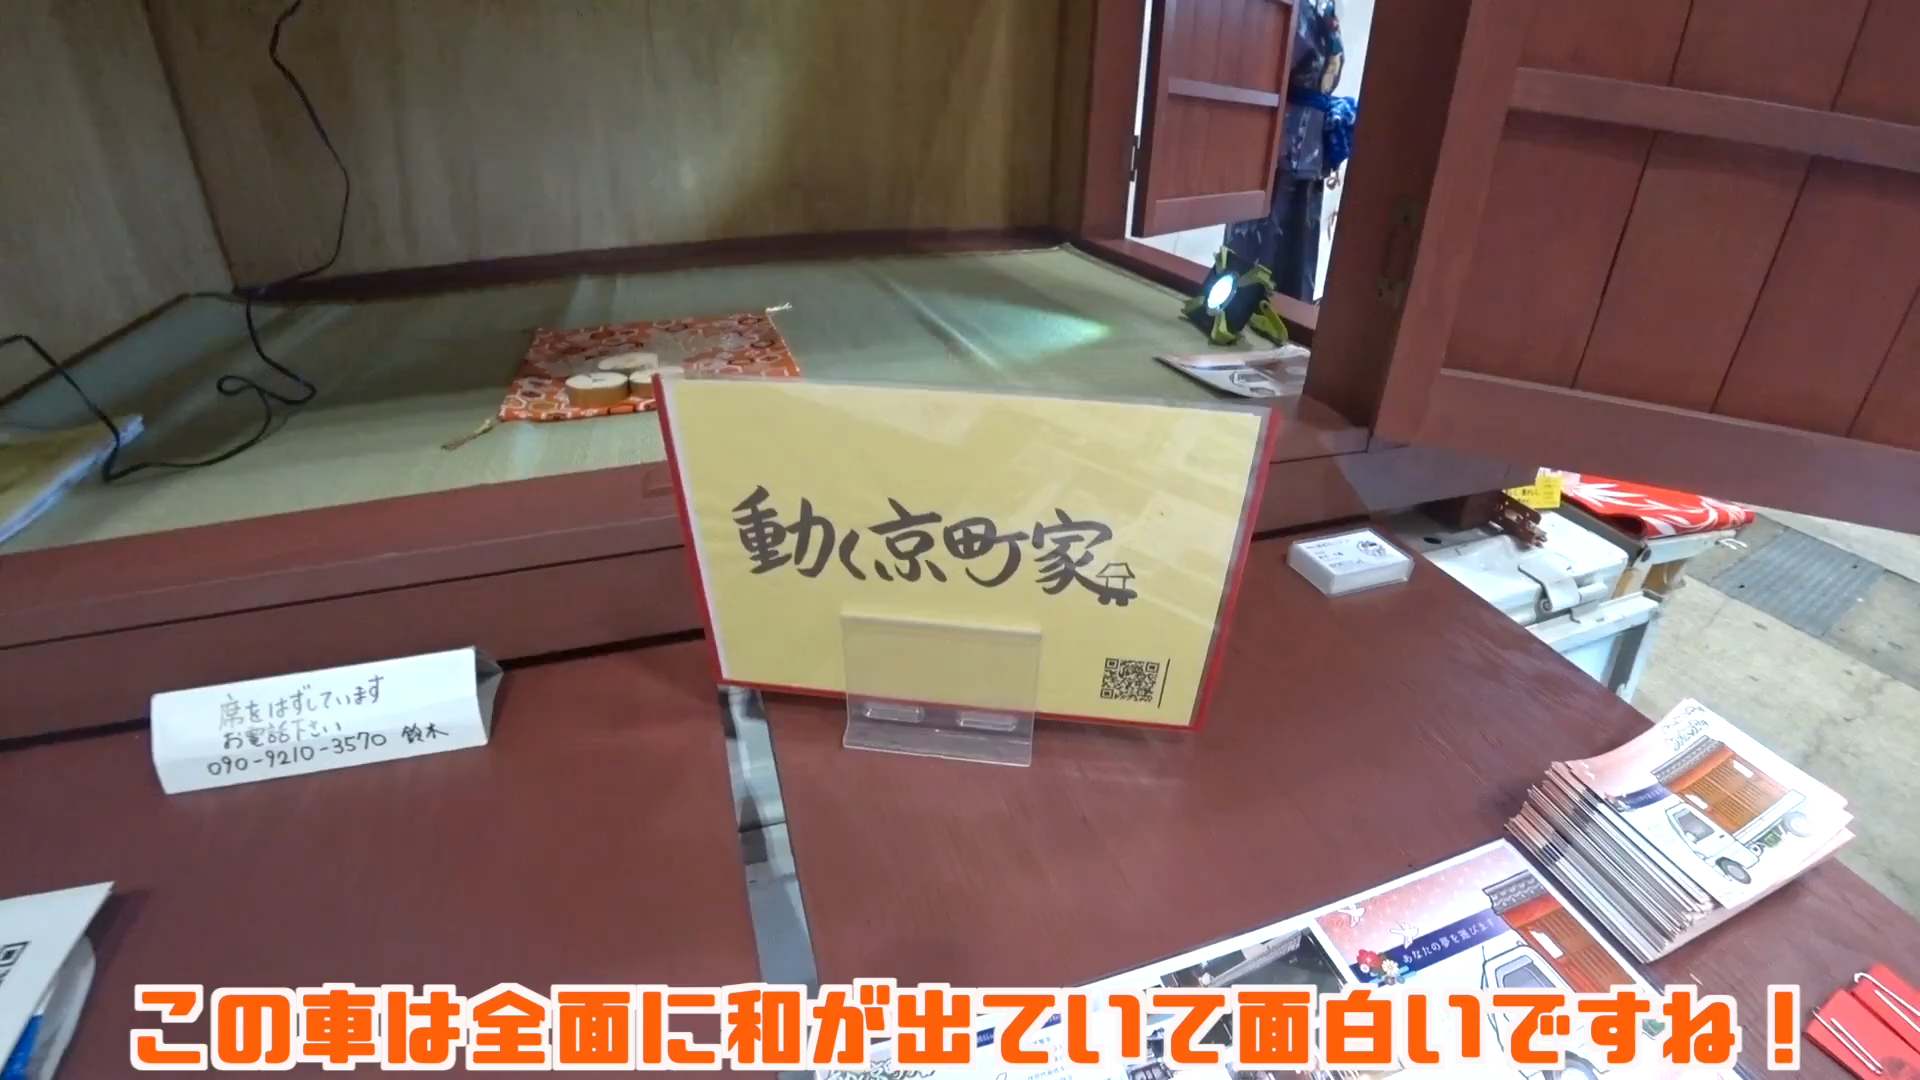 動く京町家
席をはずしています
お電話下さい
090-9210-3570 鈴木
あなたの夢を運びます
この車は全面に和が出ていて面白いですね！